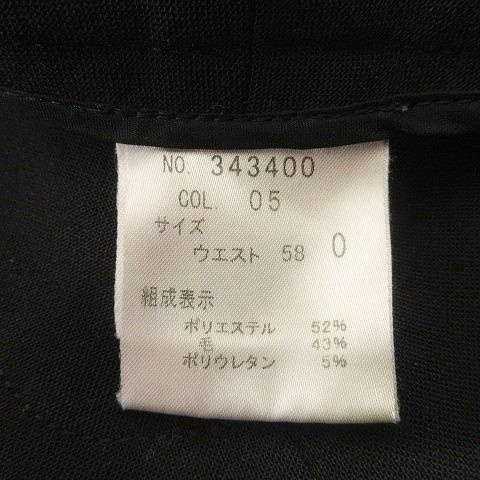 NO. 343400
COL. 05
サイズ
ウエスト 58 0
組成表示
ポリエステル 52%
毛 43%
ポリウレタン 5%